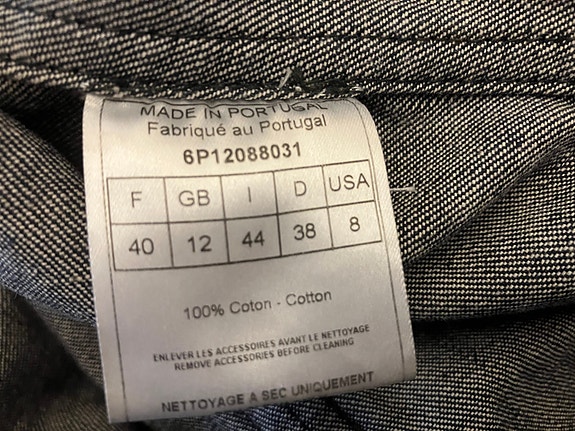 MADE IN PORTUGAL
Fabriqué au Portugal
6P12088031
F GB I D USA
40 12 44 38 8
100% Coton - Cotton
ENLEVER LES ACCESSOIRES AVANT LE NETTOYAGE
REMOVE ACCESSORIES BEFORE CLEANING
NETTOYAGE A SEC UNIQUEMENT